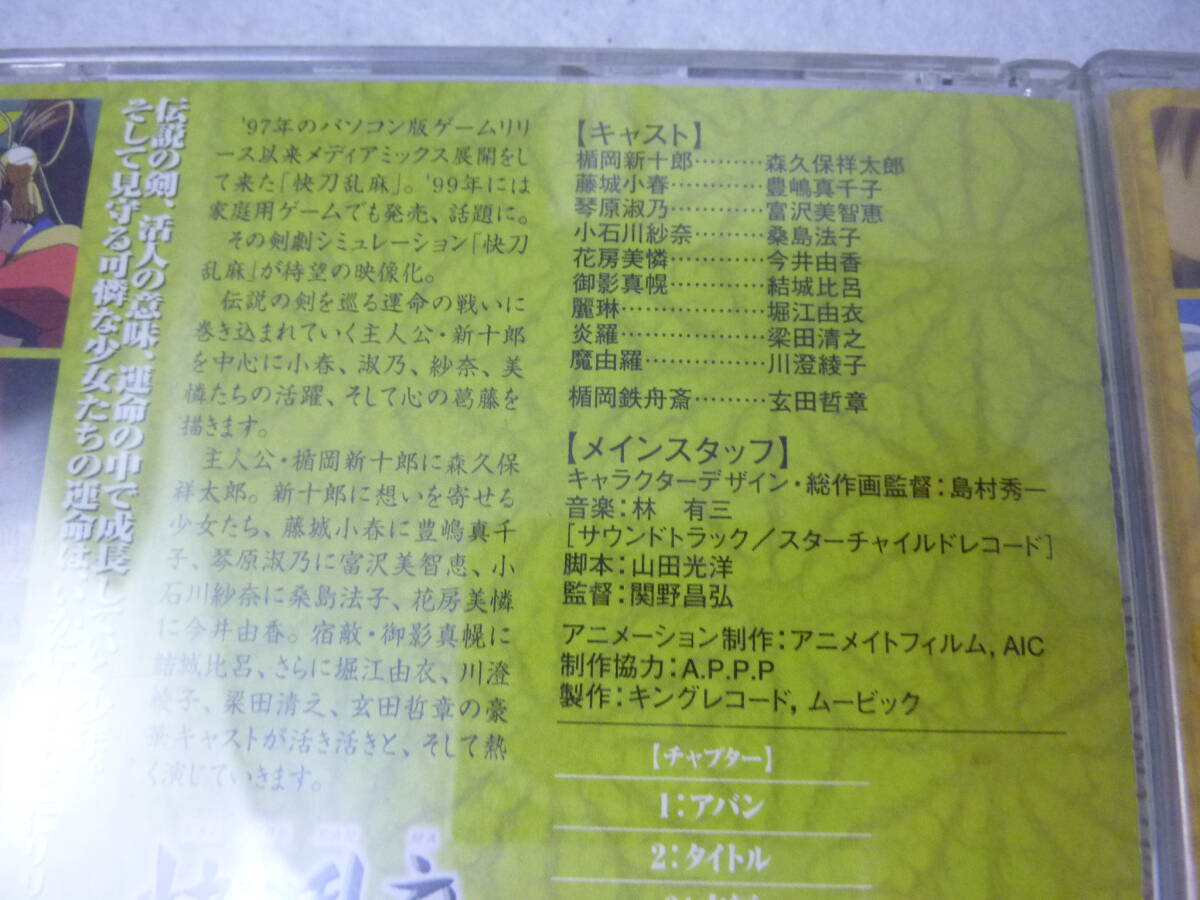 伝説の剣、活人の意味、運命の中で成長し
そして見守る可憐な少女たちの運命は
'97年のパソコン版ゲームリリ
ース以来メディアミックス展開をし
て来た「快刀乱麻」。'99年には
家庭用ゲームでも発売、話題に。
その剣劇シミュレーション「快刀
乱麻」が待望の映像化。
伝説の剣を巡る運命の戦いに
巻き込まれていく主人公・新十郎
を中心に小春、淑乃、紗奈、美
憐たちの活躍、そして心の葛藤を
描きます。
主人公・楯岡新十郎に森久保
祥太郎。新十郎に想いを寄せる
少女たち、藤城小春に豊嶋真千
子、琴原淑乃に富沢美智恵、小
石川紗奈に桑島法子、花房美憐
に今井由香。宿敵・御影真幌に
結城比呂、さらに堀江由衣、川澄
綾子、梁田清之、玄田哲章の豪
華キャストが活き活きと、そして熱
く演じていきます。
【キャスト】
楯岡新十郎………森久保祥太郎
藤城小春…………豊嶋真千子
琴原淑乃…………富沢美智恵
小石川紗奈………桑島法子
花房美憐…………今井由香
御影真幌…………結城比呂
麗琳………………堀江由衣
炎羅………………梁田清之
魔由羅……………川澄綾子
楯岡鉄舟斎………玄田哲章
【メインスタッフ】
キャラクターデザイン・総作画監督:島村秀一
音楽:林 有三
[サウンドトラック/スターチャイルドレコード]
脚本:山田光洋
監督:関野昌弘
アニメーション制作:アニメイトフィルム, AIC
制作協力:A.P.P.P
製作:キングレコード, ムービック
【チャプター】
1:アバン
2:タイトル